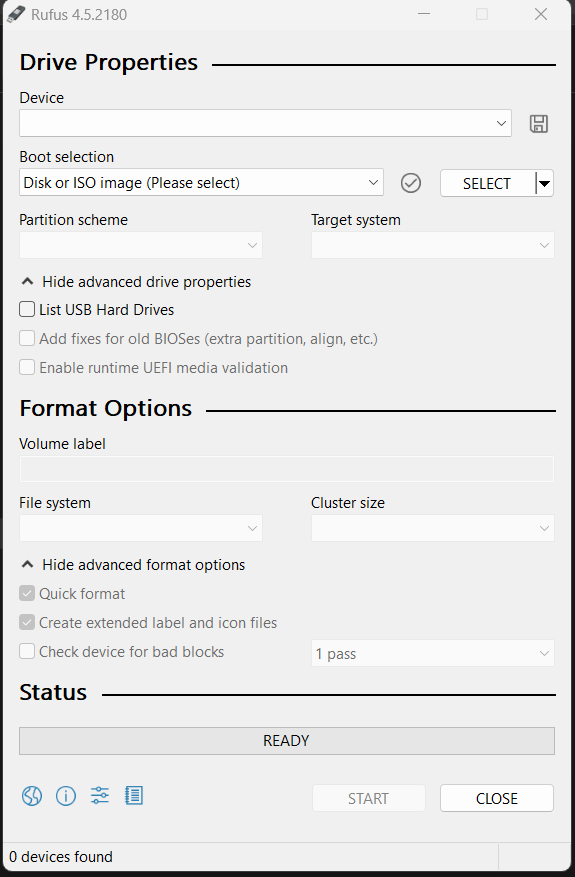 Rufus 4.5.2180
Drive Properties
Device
Boot selection
Disk or ISO image (Please select)
SELECT
Partition scheme
Target system
Hide advanced drive properties
List USB Hard Drives
Add fixes for old BIOSes (extra partition, align, etc.)
Enable runtime UEFI media validation
Format Options
Volume label
File system
Cluster size
Hide advanced format options
Quick format
Create extended label and icon files
Check device for bad blocks
1 pass
Status
READY
START
CLOSE
0 devices found